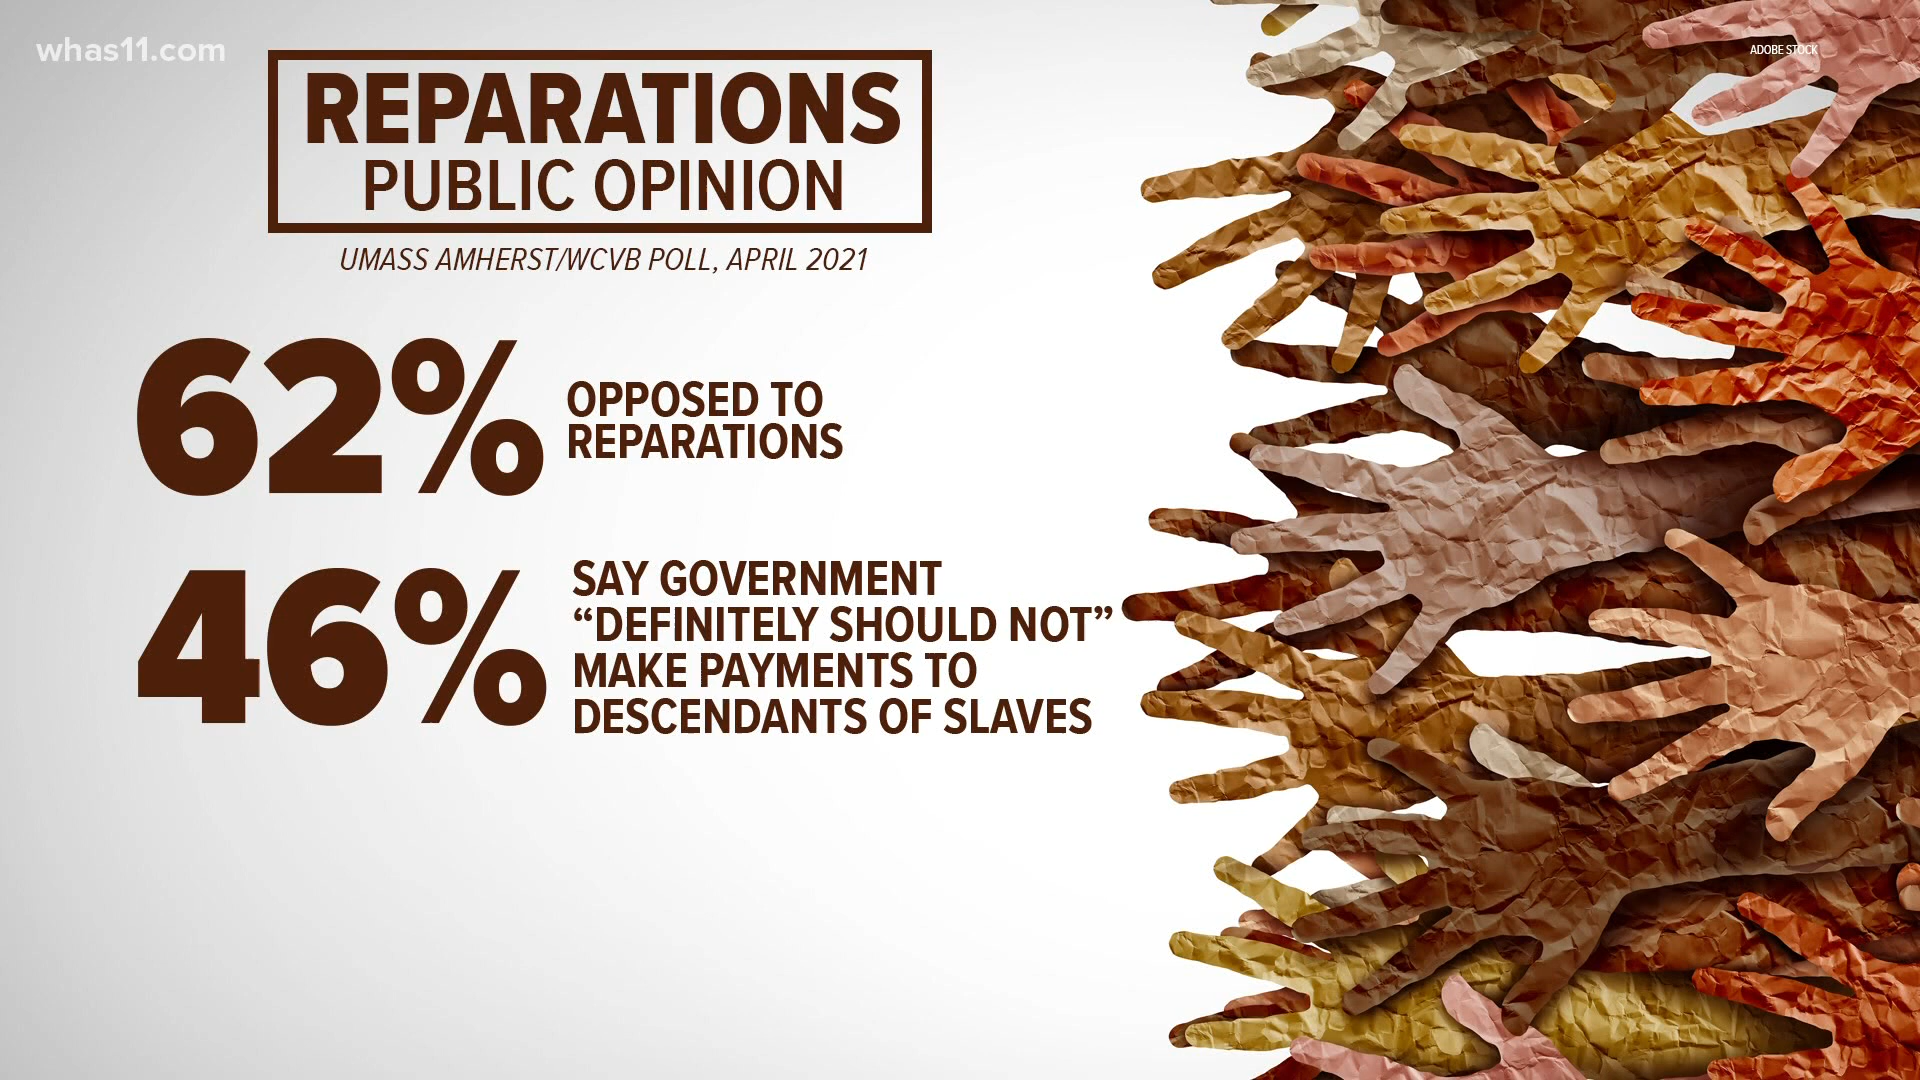 whas11.com
ADOBE STOCK
REPARATIONS
PUBLIC OPINION
UMASS AMHERST/WCVB POLL, APRIL 2021
62%
OPPOSED TO
REPARATIONS
46%
SAY GOVERNMENT
“DEFINITELY SHOULD NOT”
MAKE PAYMENTS TO
DESCENDANTS OF SLAVES